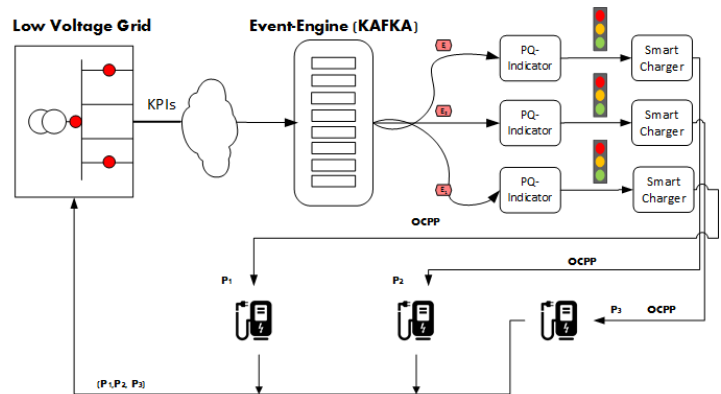 Low Voltage Grid
Event-Engine (KAFKA)
E
PQ-
Indicator
Smart
Charger
KPIs
PQ-
Indicator
Smart
Charger
PQ-
Indicator
Smart
Charger
OCPP
OCPP
P1
P2
P3
OCPP
(P1,P2, P3)